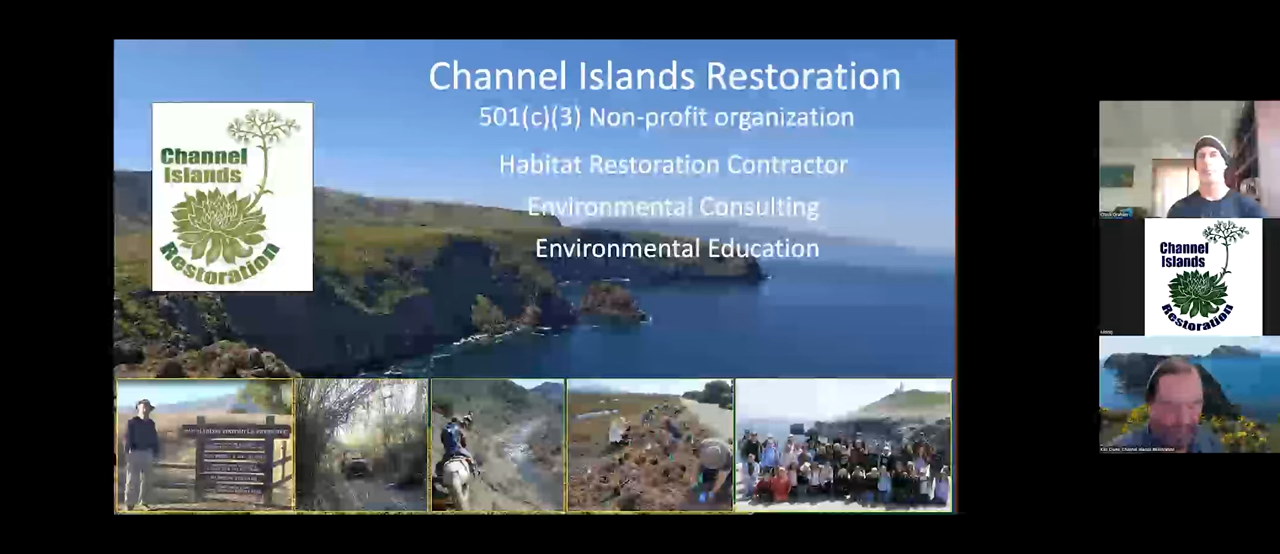 Channel Islands Restoration
501(c)(3) Non-profit organization
Habitat Restoration Contractor
Environmental Consulting
Environmental Education
Channel
Islands
Restoration
Channel
Islands
Restoration